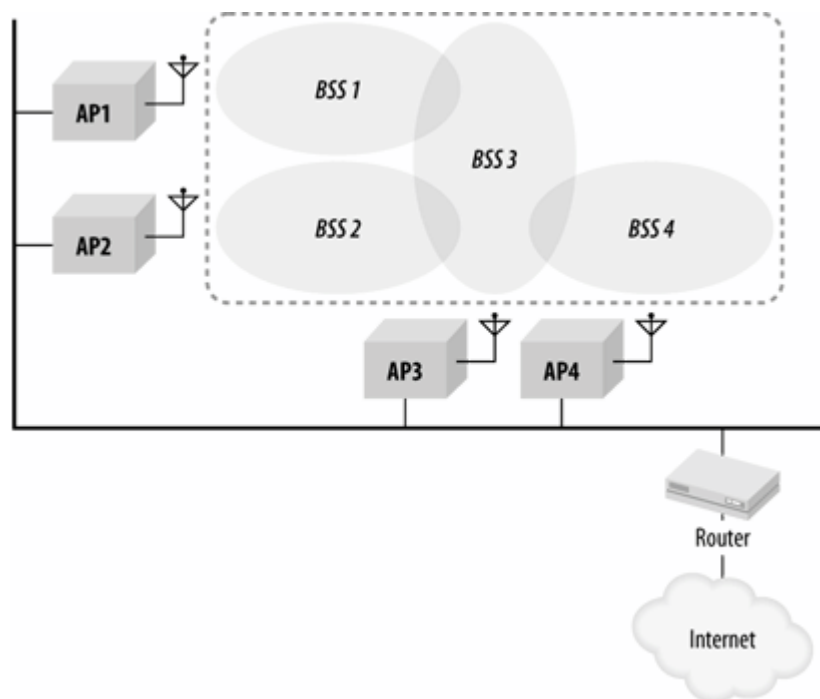 AP1
BSS 1
BSS 3
AP2
BSS 2
BSS 4
AP3
AP4
Router
Internet